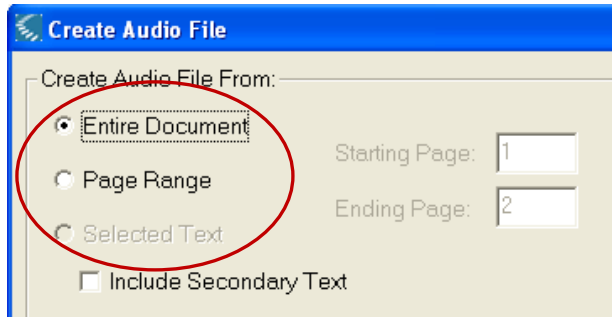 Create Audio File
Create Audio File From:
Entire Document
Starting Page: 1
Page Range
Ending Page: 2
Selected Text
Include Secondary Text